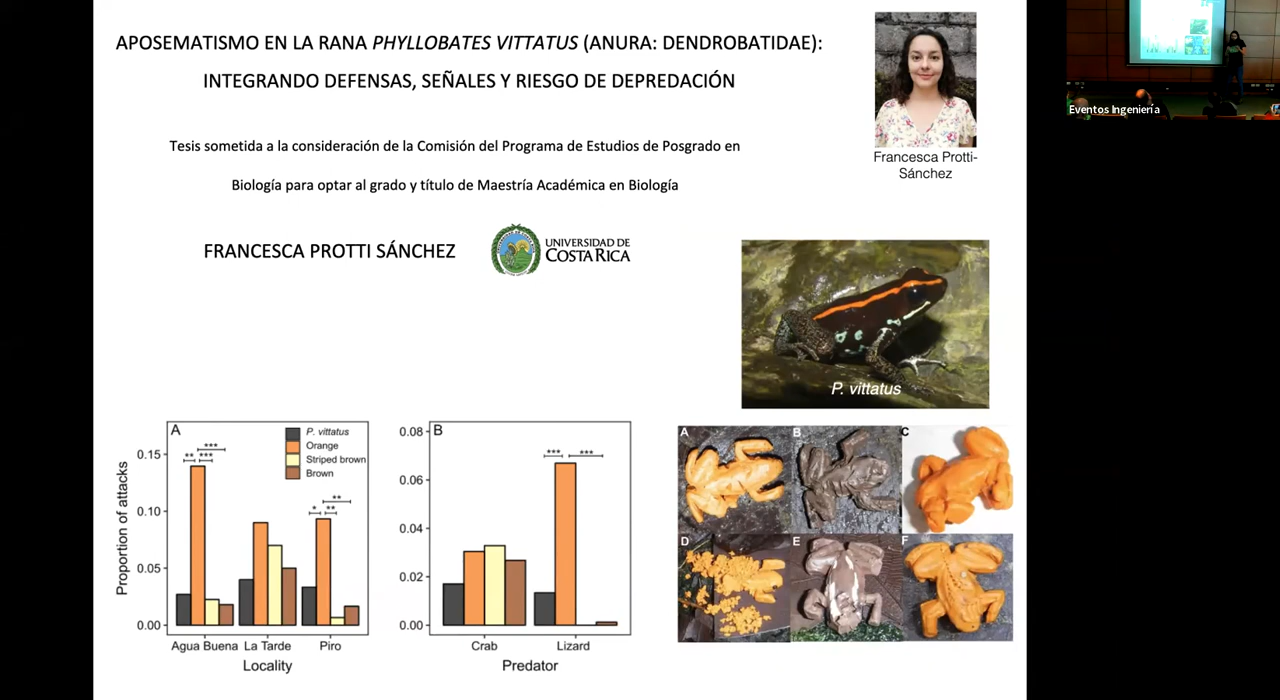 APOSEMATISMO EN LA RANA PHYLLOBATES VITTATUS (ANURA: DENDROBATIDAE):
INTEGRANDO DEFENSAS, SEÑALES Y RIESGO DE DEPREDACIÓN
Tesis sometida a la consideración de la Comisión del Programa de Estudios de Posgrado en
Biología para optar al grado y título de Maestría Académica en Biología
FRANCESCA PROTTI SÁNCHEZ
UNIVERSIDAD DE
COSTA RICA
Francesca Protti-
Sánchez
Eventos Ingeniería
P. vittatus
A
P. vittatus
Orange
Striped brown
Brown
** *** ***
* ** **
0.15
0.10
0.05
0.00
Proportion of attacks
Agua Buena La Tarde Piro
Locality
B
*** ***
0.08
0.06
0.04
0.02
0.00
Crab Lizard
Predator
A B C
D E F